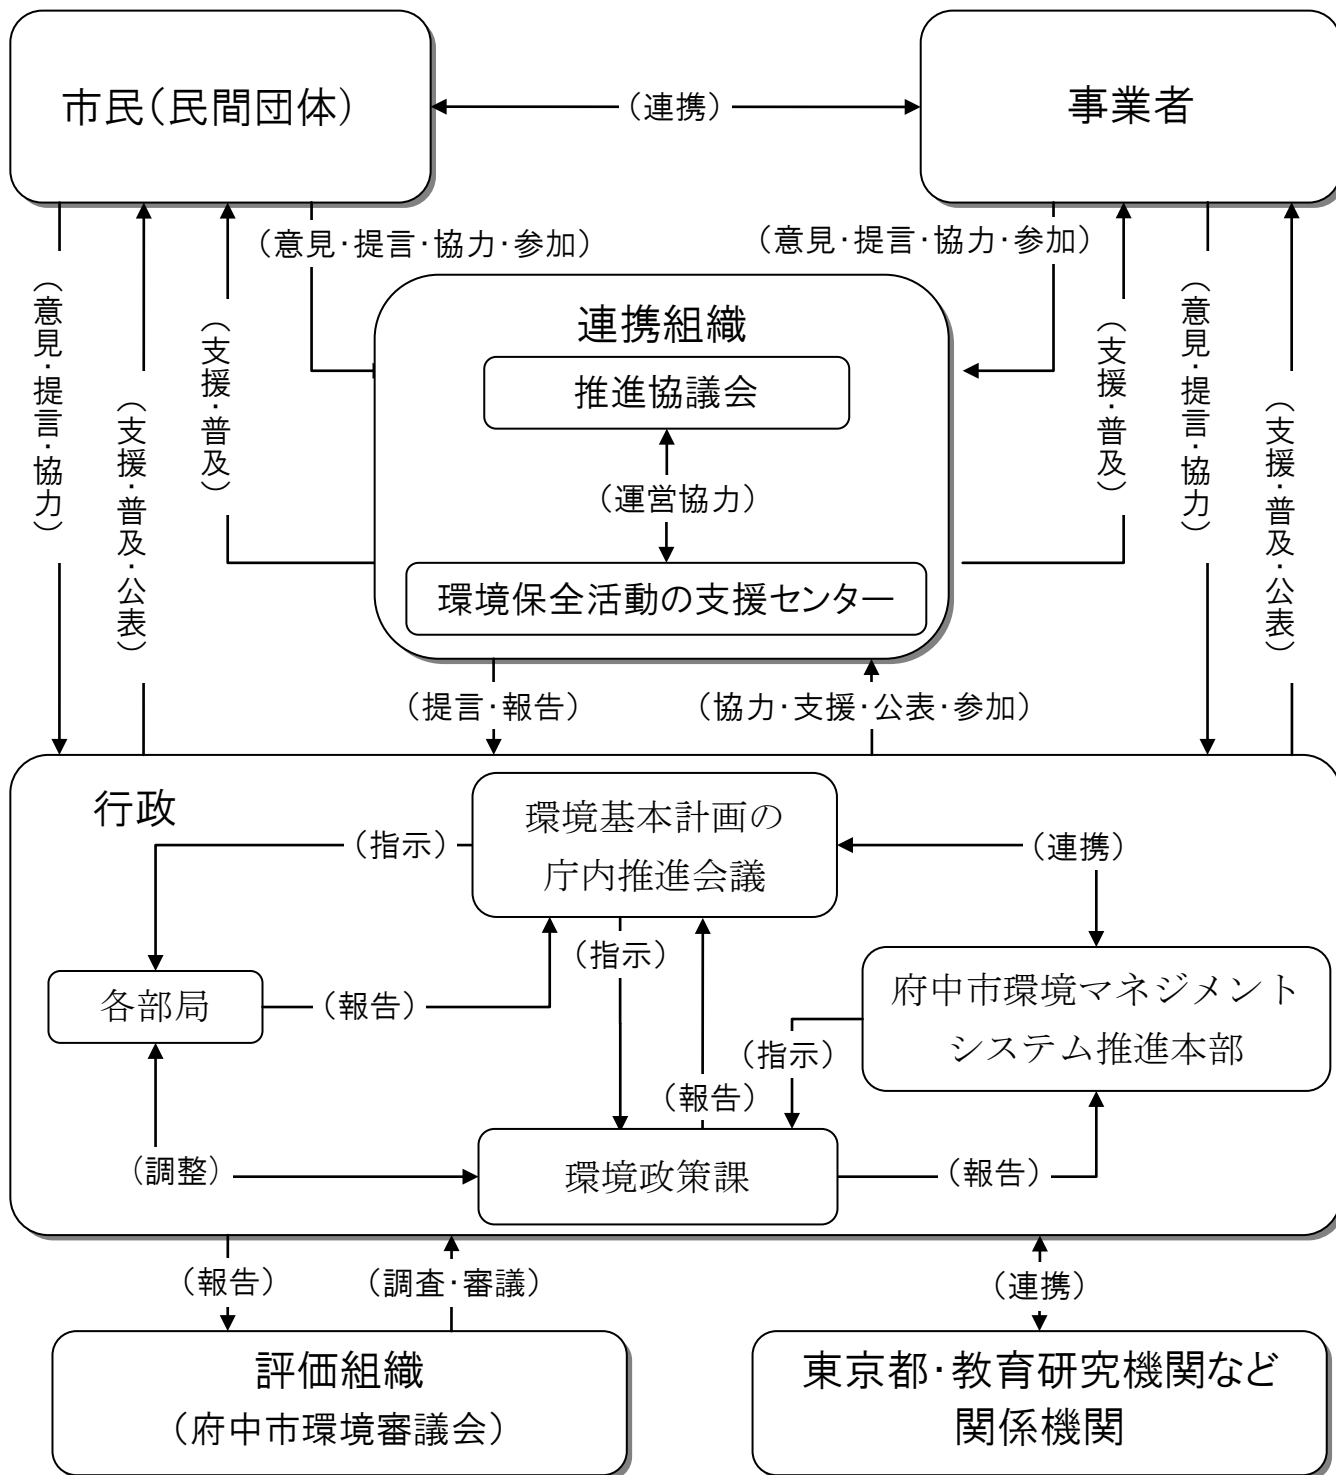 市民(民間団体)
(連携)
事業者
(意見・提言・協力・参加)
(意見・提言・協力・参加)
(意見・提言・協力)
(支援・普及・公表)
(支援・普及)
連携組織
推進協議会
(運営協力)
環境保全活動の支援センター
(支援・普及)
(意見・提言・協力)
(支援・普及・公表)
(提言・報告)
(協力・支援・公表・参加)
行政
環境基本計画の
庁内推進会議
(指示)
(連携)
(指示)
各部局
(報告)
府中市環境マネジメント
システム推進本部
(指示)
(報告)
(調整)
環境政策課
(報告)
(報告)
(調査・審議)
(連携)
評価組織
(府中市環境審議会)
東京都・教育研究機関など
関係機関